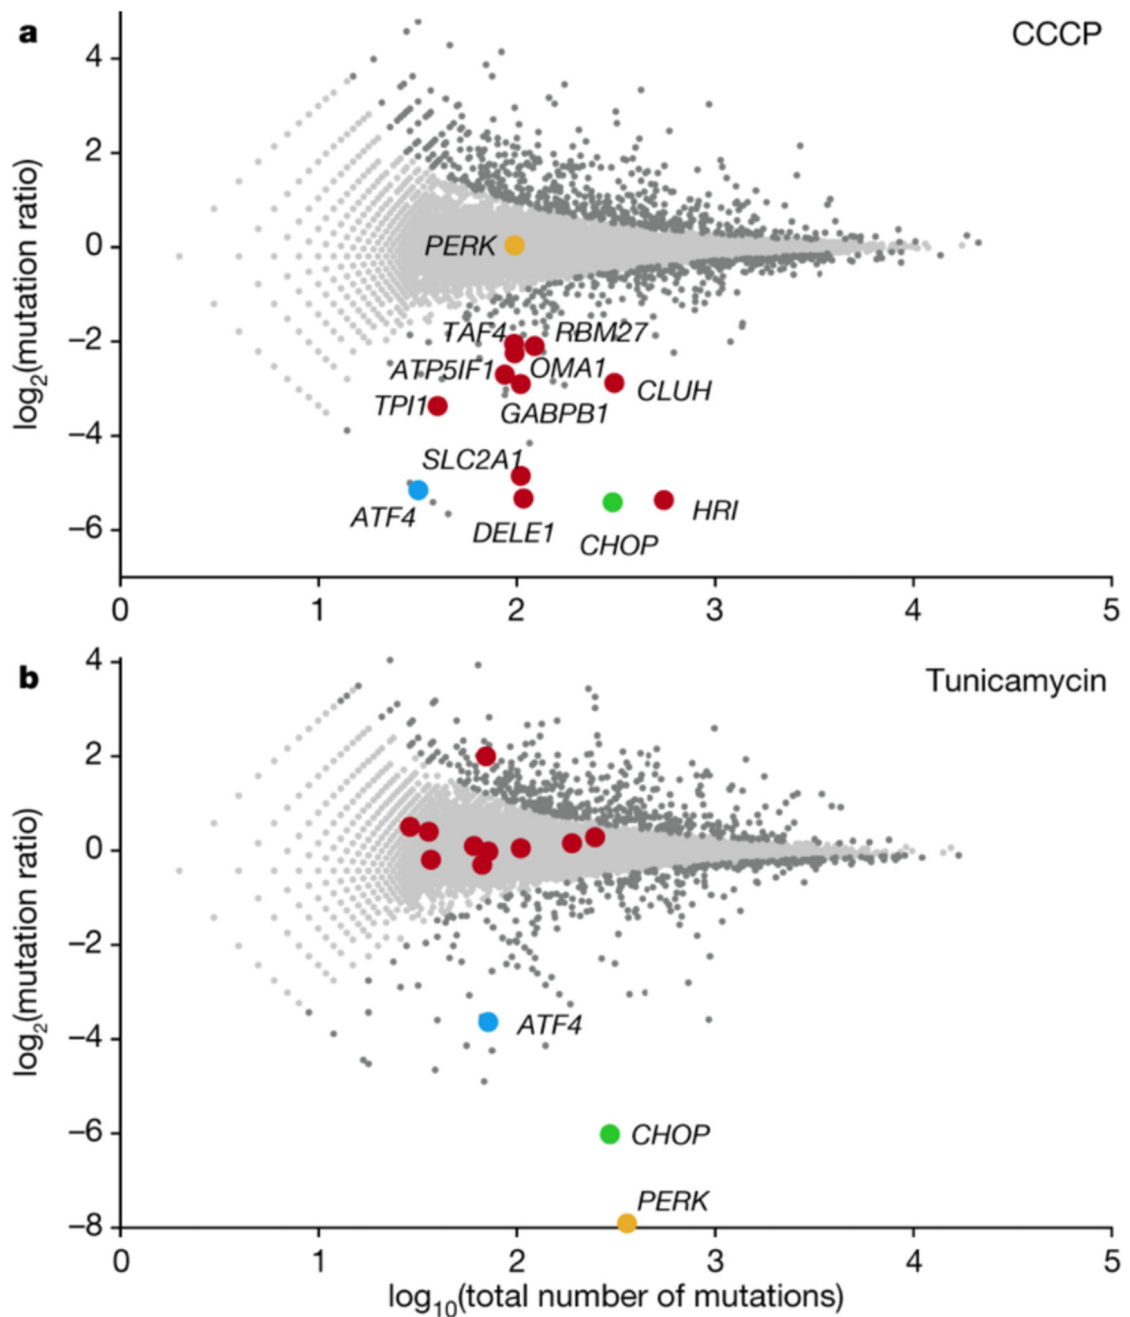 a
CCCP
4
2
0
−2
−4
−6
log2(mutation ratio)
PERK
TAF4
RBM27
ATP5IF1
OMA1
CLUH
TPI1
GABPB1
SLC2A1
ATF4
DELE1
CHOP
HRI
0 1 2 3 4 5
b
Tunicamycin
4
2
0
−2
−4
−6
−8
log2(mutation ratio)
ATF4
CHOP
PERK
0 1 2 3 4 5
log10(total number of mutations)